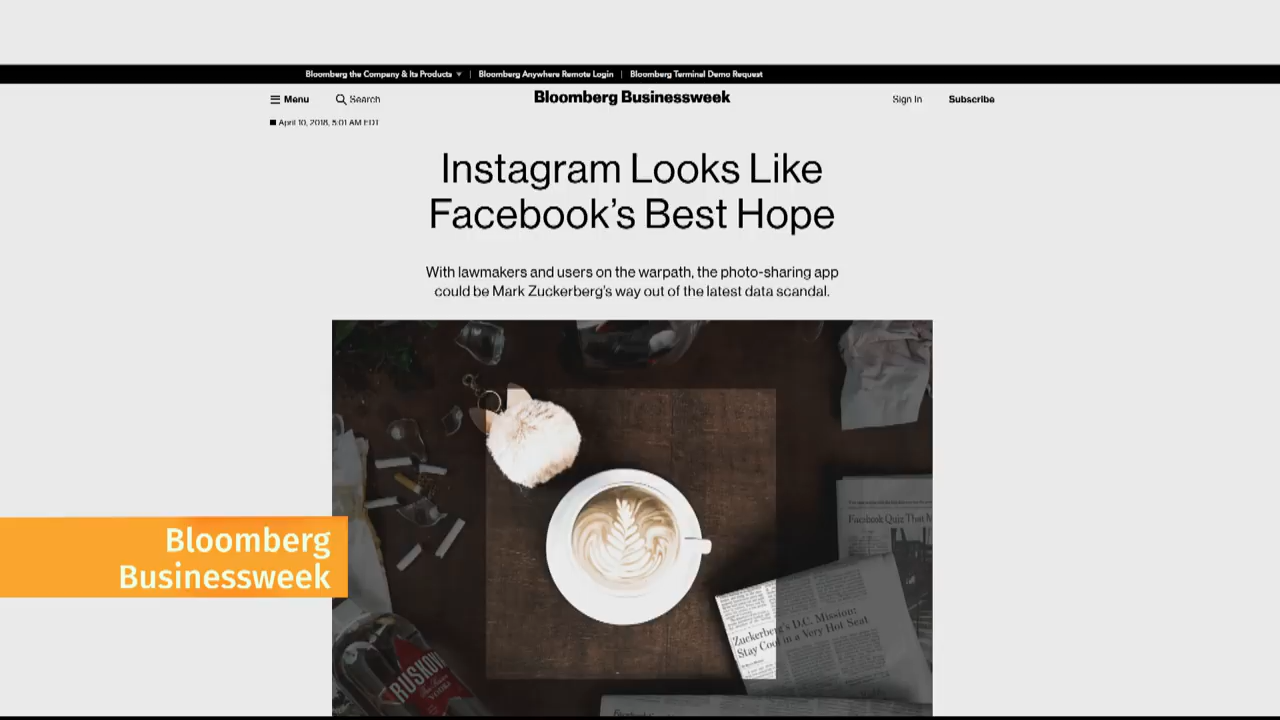 Bloomberg the Company & Its Products
Bloomberg Anywhere Remote Login
Bloomberg Terminal Demo Request
Menu
Search
Bloomberg Businessweek
Sign In
Subscribe
April 10, 2018, 5:01 AM EDT
Instagram Looks Like
Facebook's Best Hope
With lawmakers and users on the warpath, the photo-sharing app
could be Mark Zuckerberg's way out of the latest data scandal.
Facebook Quiz That M
Zuckerberg's D.C. Mission:
Stay Cool in a Very Hot Seat
RUSKOV
VODKA
Bloomberg
Businessweek